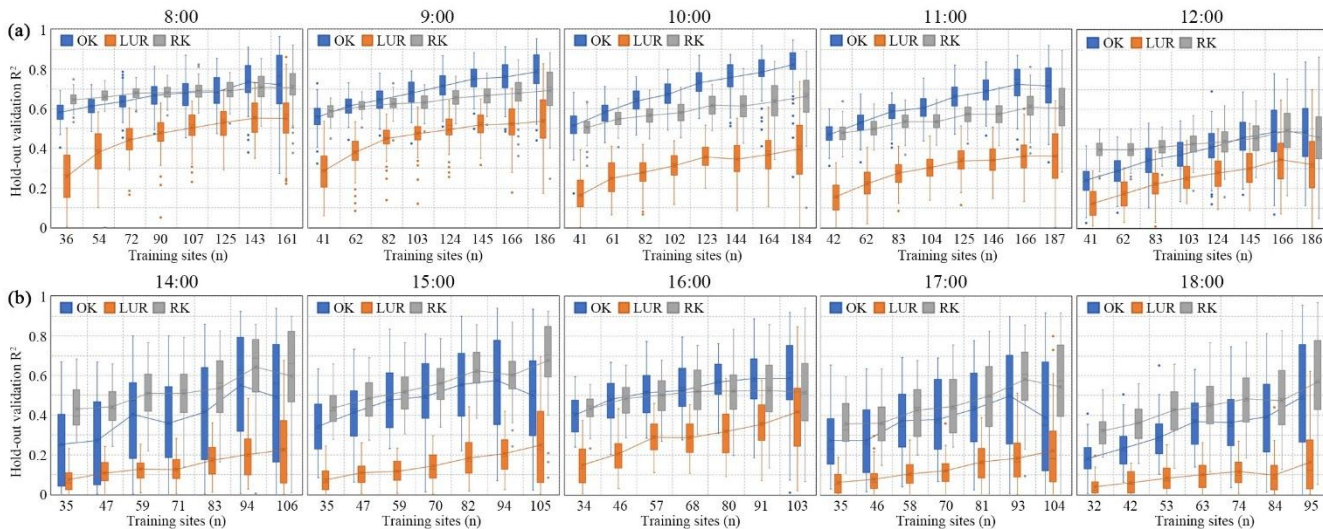 8:00 9:00 10:00 11:00 12:00
(a)
Hold-out validation R²
1
0.8
0.6
0.4
0.2
0
OK LUR RK
OK LUR RK
OK LUR RK
OK LUR RK
OK LUR RK
36 54 72 90 107 125 143 161
41 62 82 103 124 145 166 186
41 61 82 102 123 144 164 184
42 62 83 104 125 146 166 187
41 62 83 103 124 145 166 186
Training sites (n)
Training sites (n)
Training sites (n)
Training sites (n)
Training sites (n)
14:00 15:00 16:00 17:00 18:00
(b)
Hold-out validation R²
1
0.8
0.6
0.4
0.2
0
OK LUR RK
OK LUR RK
OK LUR RK
OK LUR RK
OK LUR RK
35 47 59 71 83 94 106
35 47 59 70 82 94 105
34 46 57 68 80 91 103
35 46 58 70 81 93 104
32 42 53 63 74 84 95
Training sites (n)
Training sites (n)
Training sites (n)
Training sites (n)
Training sites (n)